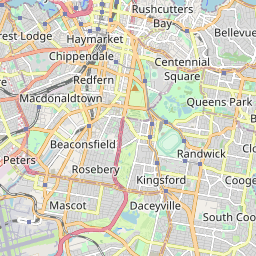 Rushcutters
Bay
Bellevue
rest Lodge
Haymarket
Chippendale
Centennial
Square
Redfern
Macdonaldtown
Queens Park
Beaconsfield
Peters
Randwick
Clo
Rosebery
Kingsford
Cooge
Mascot
Daceyville
South Coo